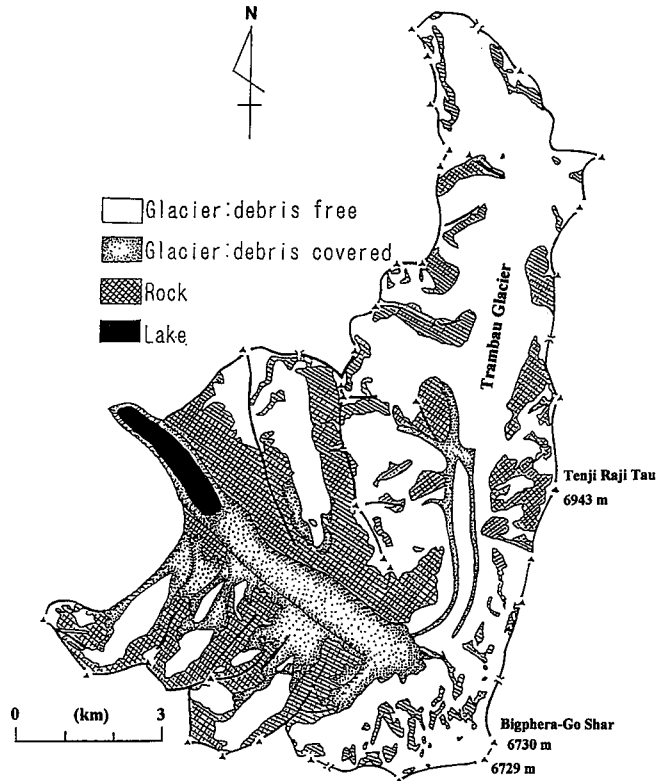 N
Glacier:debris free
Glacier:debris covered
Rock
Lake
Trambau Glacier
Tenji Raji Tau
6943 m
0 (km) 3
Bigphera-Go Shar
6730 m
6729 m